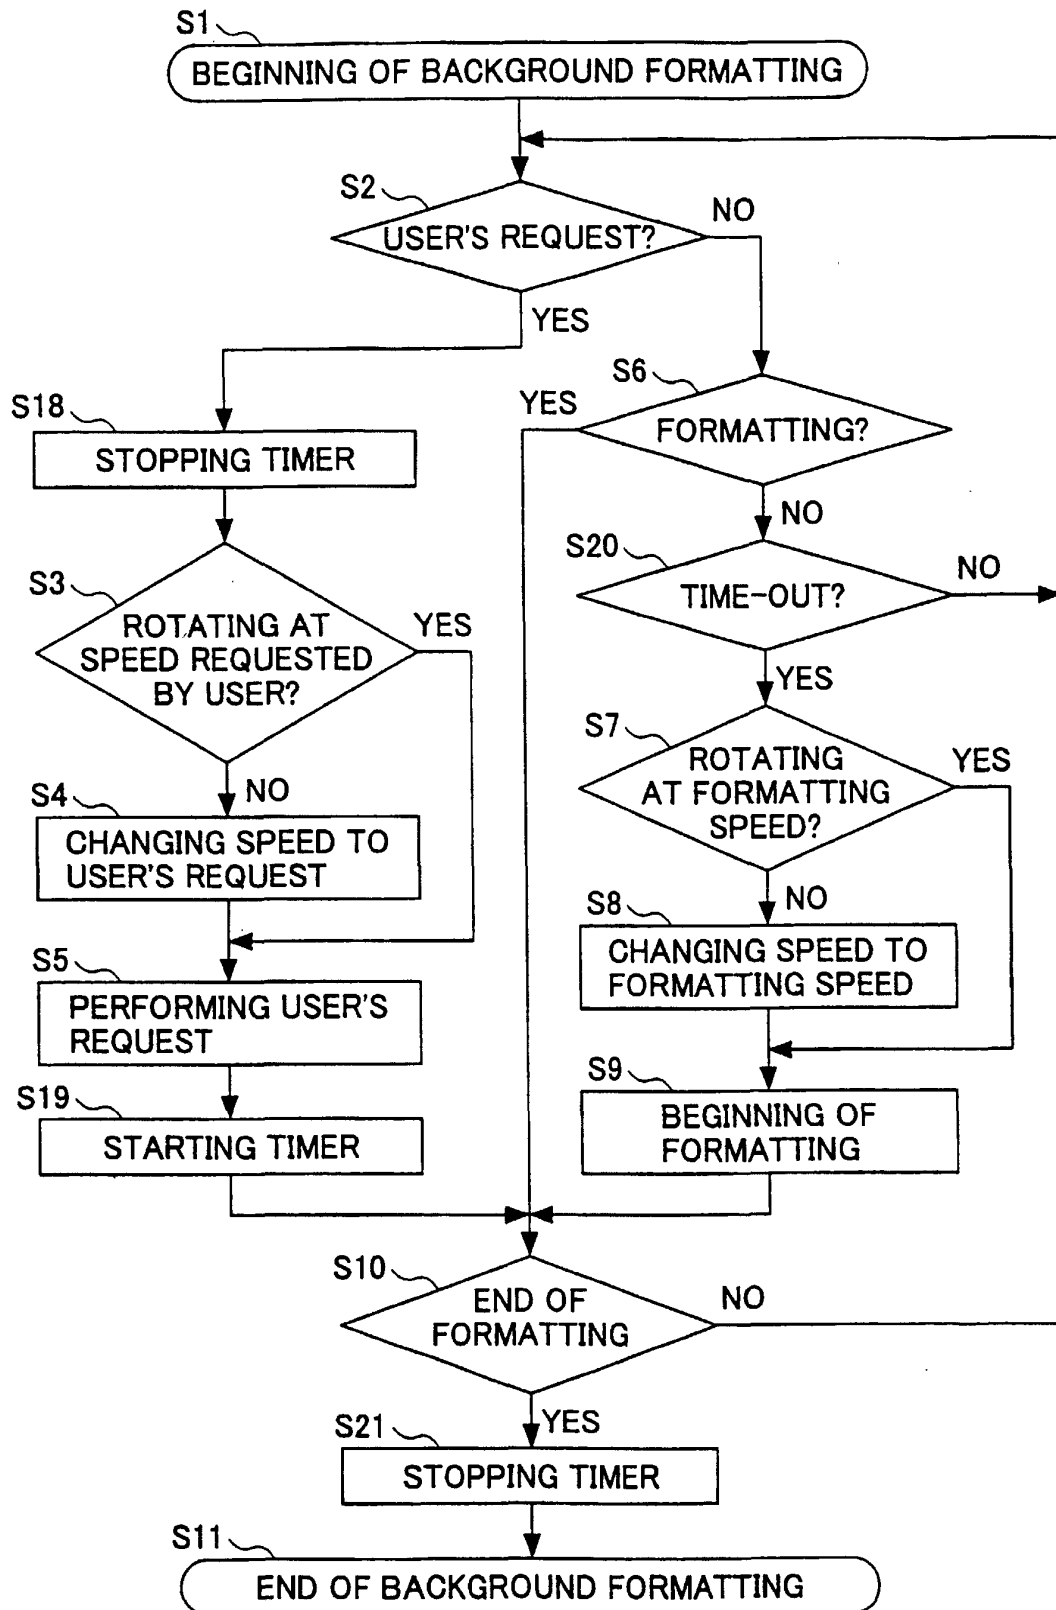 S1
BEGINNING OF BACKGROUND FORMATTING
S2
USER'S REQUEST?
NO
YES
S6
YES
FORMATTING?
NO
S18
STOPPING TIMER
S20
TIME-OUT?
NO
YES
S3
ROTATING AT
SPEED REQUESTED
BY USER?
YES
NO
S7
ROTATING
AT FORMATTING
SPEED?
YES
NO
S4
CHANGING SPEED TO
USER'S REQUEST
S8
CHANGING SPEED TO
FORMATTING SPEED
S5
PERFORMING USER'S
REQUEST
S9
BEGINNING OF
FORMATTING
S19
STARTING TIMER
S10
END OF
FORMATTING
NO
YES
S21
STOPPING TIMER
S11
END OF BACKGROUND FORMATTING